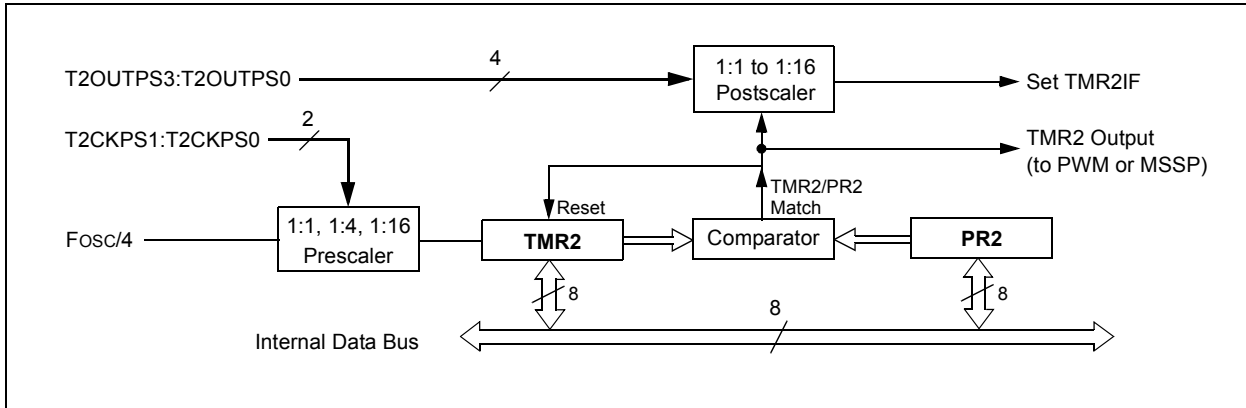 T2OUTPS3:T2OUTPS0
4
1:1 to 1:16
Postscaler
Set TMR2IF
T2CKPS1:T2CKPS0
2
TMR2 Output
(to PWM or MSSP)
TMR2/PR2
Match
Reset
FOSC/4
1:1, 1:4, 1:16
Prescaler
TMR2
Comparator
PR2
8
8
8
Internal Data Bus